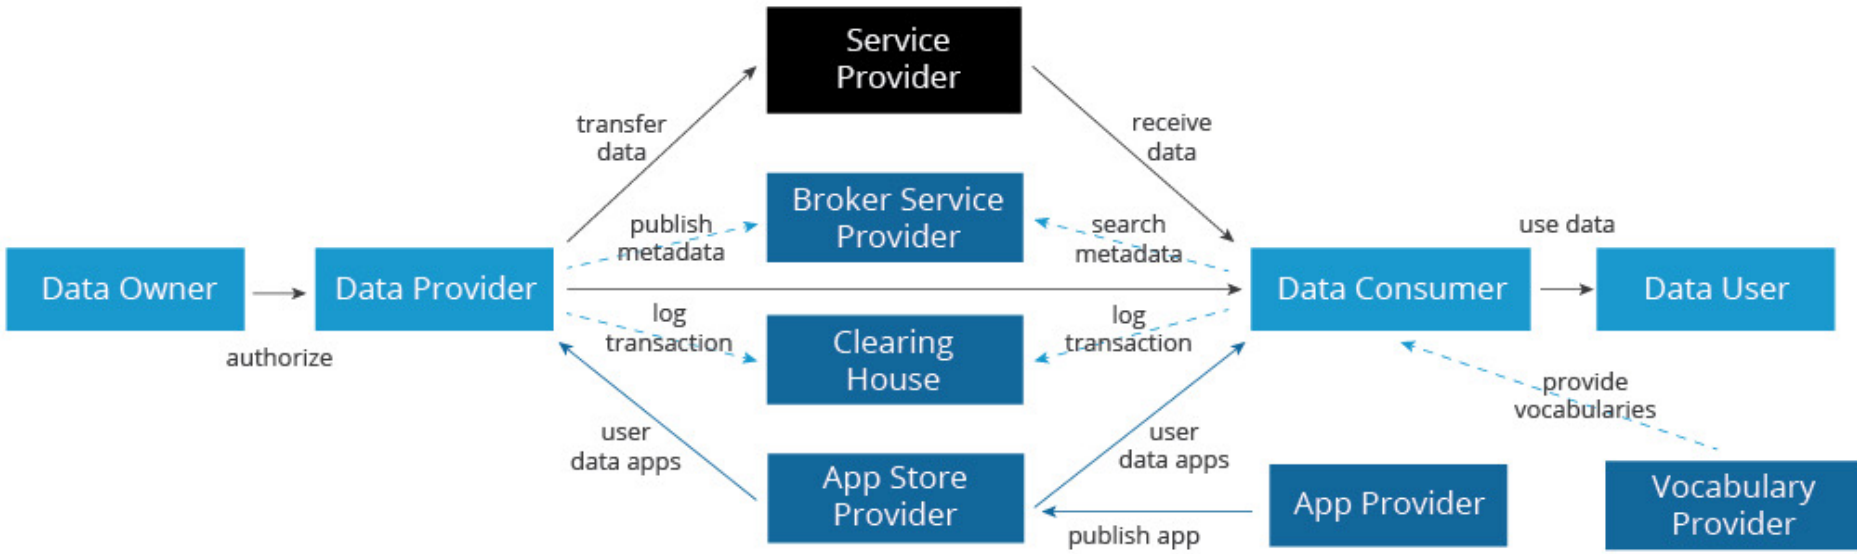 Service
Provider
transfer
data
receive
data
Broker Service
Provider
publish
metadata
search
metadata
use data
Data Owner
Data Provider
Data Consumer
Data User
authorize
log
transaction
log
transaction
Clearing
House
provide
vocabularies
user
data apps
user
data apps
App Store
Provider
App Provider
Vocabulary
Provider
publish app